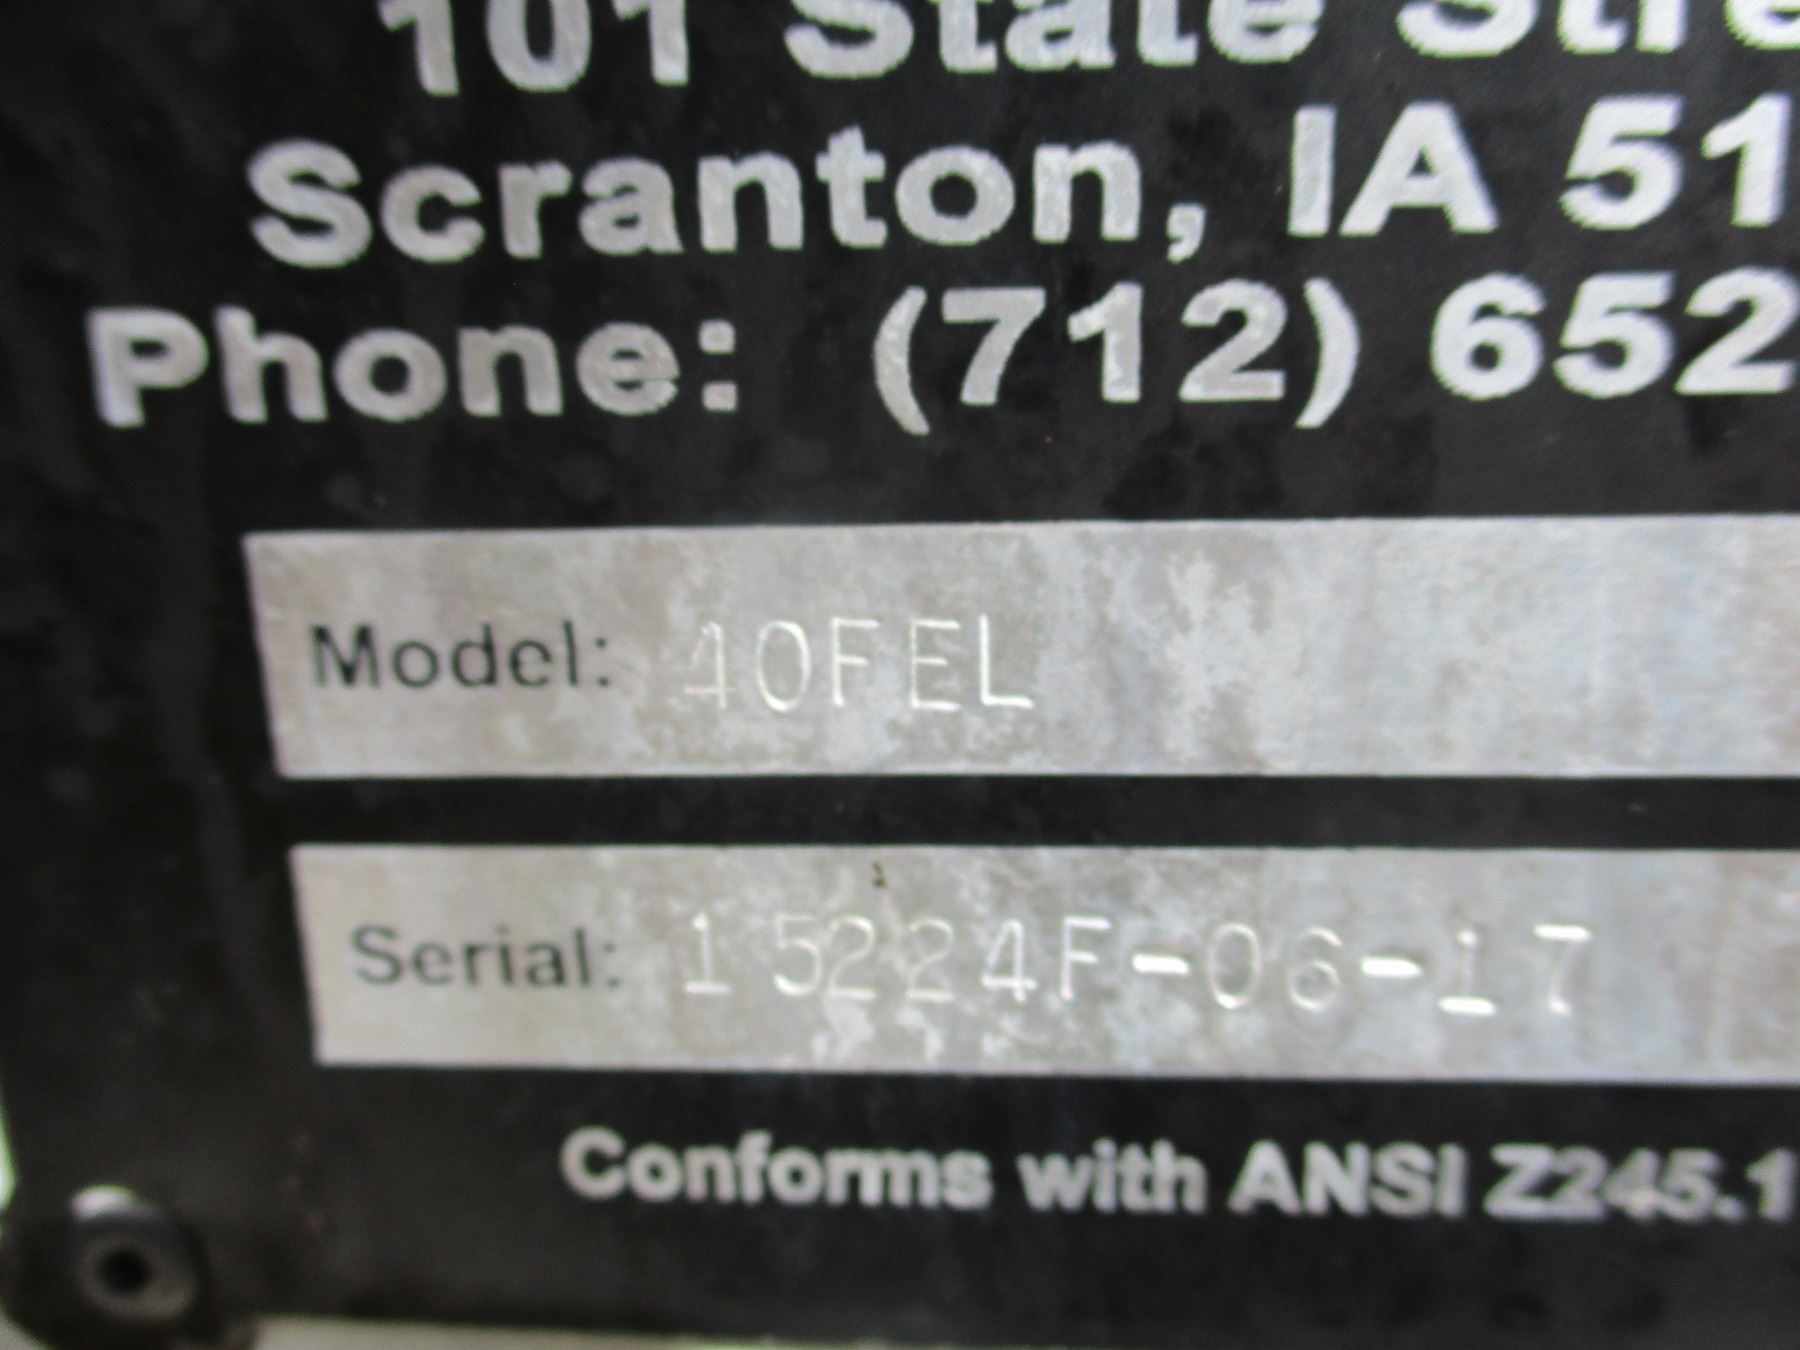 101 State Stre
Scranton, IA 51
Phone: (712) 652
Model: 40FEL
Serial: 15224F-06-17
Conforms with ANSI Z245.1